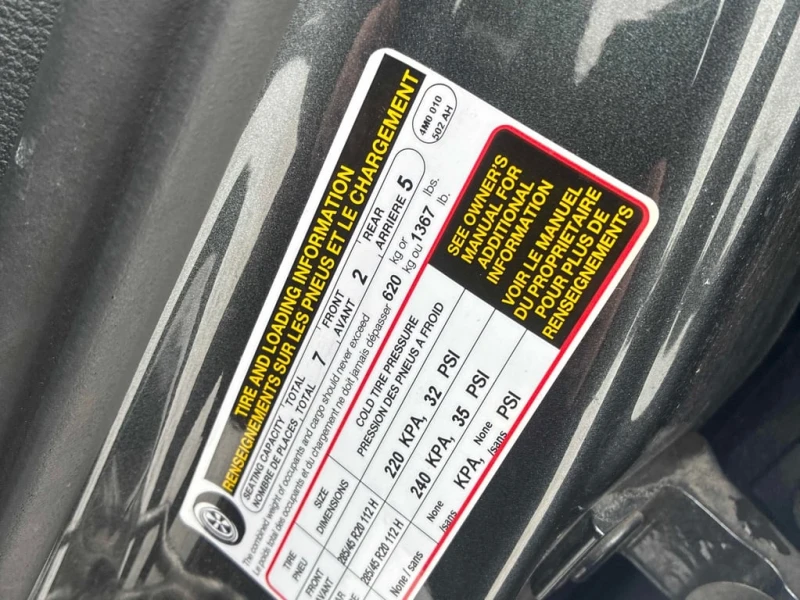 TIRE AND LOADING INFORMATION
RENSEIGNEMENTS SUR LES PNEUS ET LE CHARGEMENT
4M0 010
502 AH
SEATING CAPACITY TOTAL 7 FRONT 2 REAR 5
NOMBRE DE PLACES, TOTAL AVANT ARRIÈRE
The combined weight of occupants and cargo should never exceed 620 kg or 1367 lbs.
Le poids total des occupants et du chargement ne doit jamais dépasser kg ou lb.
TIRE SIZE COLD TIRE PRESSURE
PNEU DIMENSIONS PRESSION DES PNEUS A FROID
FRONT 285/45 R20 112 H 220 KPA, 32 PSI
AVANT
285/45 R20 112 H 240 KPA, 35 PSI
None / sans None /sans KPA, None /sans PSI
SEE OWNER'S
MANUAL FOR
ADDITIONAL
INFORMATION
VOIR LE MANUEL
DU PROPRIETAIRE
POUR PLUS DE
RENSEIGNEMENTS